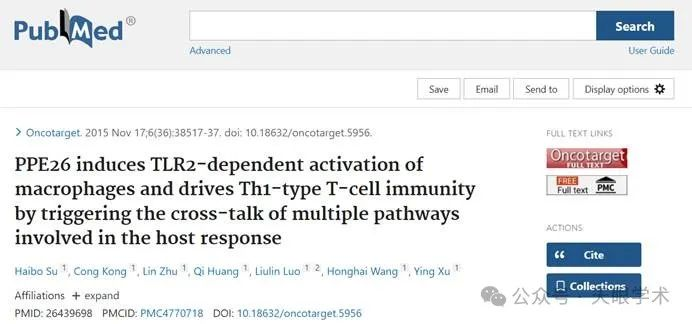 PubMed®
Search
Advanced
User Guide
Save
Email
Send to
Display options
> Oncotarget. 2015 Nov 17;6(36):38517-37. doi: 10.18632/oncotarget.5956.
PPE26 induces TLR2-dependent activation of
macrophages and drives Th1-type T-cell immunity
by triggering the cross-talk of multiple pathways
involved in the host response
Haibo Su 1, Cong Kong 1, Lin Zhu 1, Qi Huang 1, Liulin Luo 1 2, Honghai Wang 1, Ying Xu 1
Affiliations + expand
PMID: 26439698 PMCID: PMC4770718 DOI: 10.18632/oncotarget.5956
FULL TEXT LINKS
Oncotarget
FULL TEXT
FREE
Full text
PMC
ACTIONS
Cite
Collections
公众号 · 天眼学术